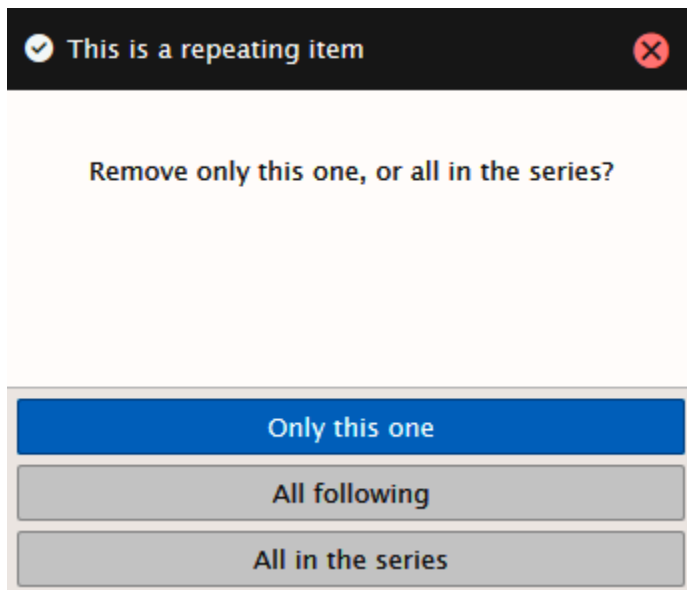 This is a repeating item
Remove only this one, or all in the series?
Only this one
All following
All in the series